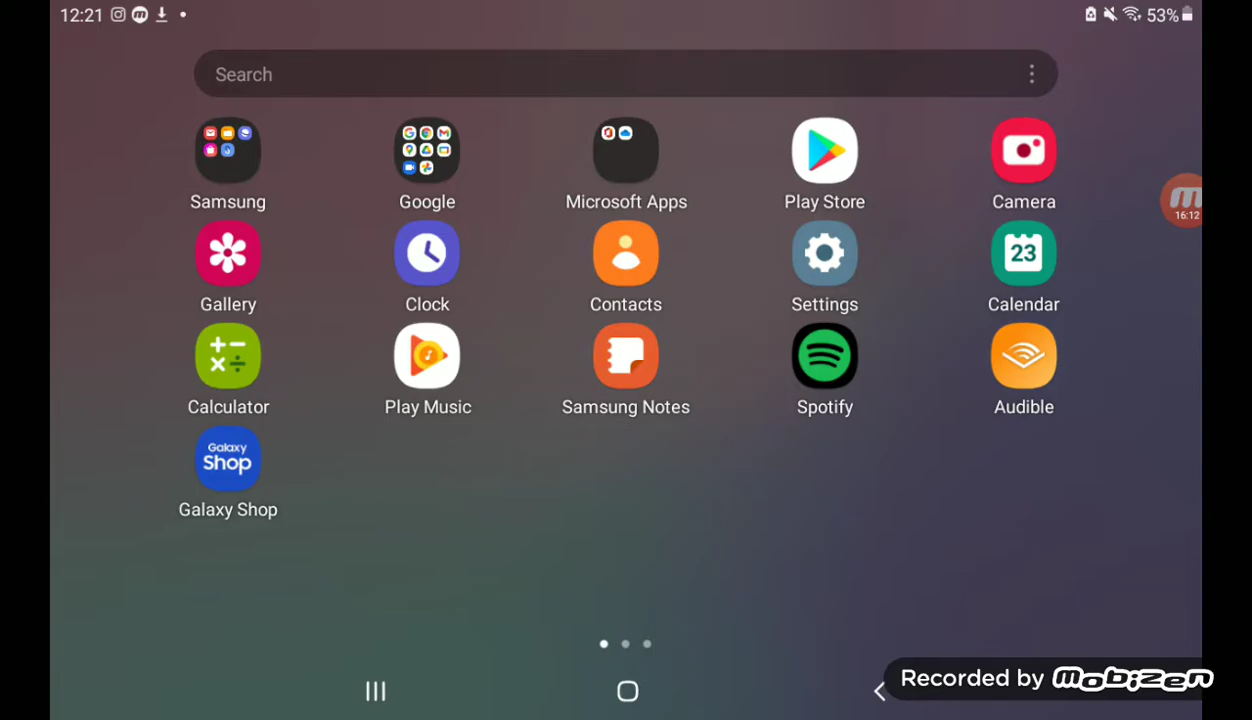 12:21
53%
Search
Samsung
Google
Microsoft Apps
Play Store
Camera
16:12
23
Gallery
Clock
Contacts
Settings
Calendar
Calculator
Play Music
Samsung Notes
Spotify
Audible
Galaxy
Shop
Galaxy Shop
Recorded by mobizen